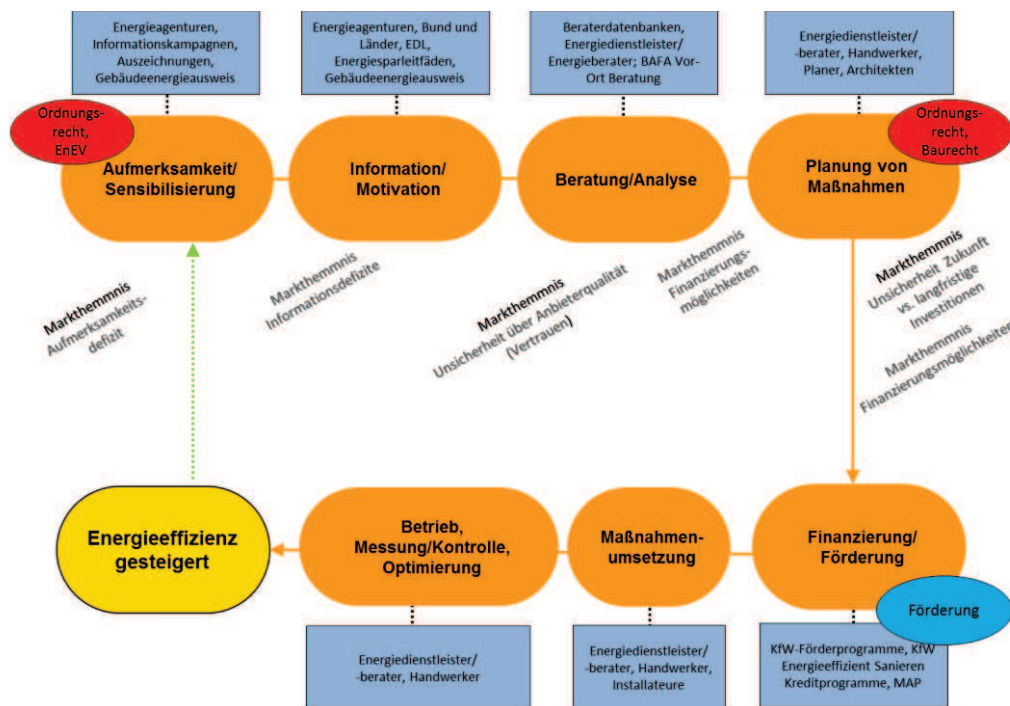 Energieagenturen,
Informationskampagnen,
Auszeichnungen,
Gebäudeenergieausweis
Energieagenturen, Bund und
Länder, EDL,
Energiesparleitfäden,
Gebäudeenergieausweis
Beraterdatenbanken,
Energiedienstleister/
Energieberater; BAFA Vor-
Ort Beratung
Energiedienstleister/
-berater, Handwerker,
Planer, Architekten
Ordnungs-
recht,
EnEV
Aufmerksamkeit/
Sensibilisierung
Information/
Motivation
Beratung/Analyse
Planung von
Maßnahmen
Ordnungs-
recht,
Baurecht
Markthemmnis
Aufmerksamkeits-
defizit
Markthemmnis
Informationsdefizite
Markthemmnis
Unsicherheit über Anbieterqualität
(Vertrauen)
Markthemmnis
Finanzierungs-
möglichkeiten
Markthemmnis
Unsicherheit Zukunft
vs. langfristige
Investitionen
Markthemmnis
Finanzierungsmöglichkeiten
Energieeffizienz
gesteigert
Betrieb,
Messung/Kontrolle,
Optimierung
Maßnahmen-
umsetzung
Finanzierung/
Förderung
Förderung
Energiedienstleister/
-berater, Handwerker
Energiedienstleister/
-berater, Handwerker,
Installateure
KfW-Förderprogramme, KfW
Energieeffizient Sanieren
Kreditprogramme, MAP